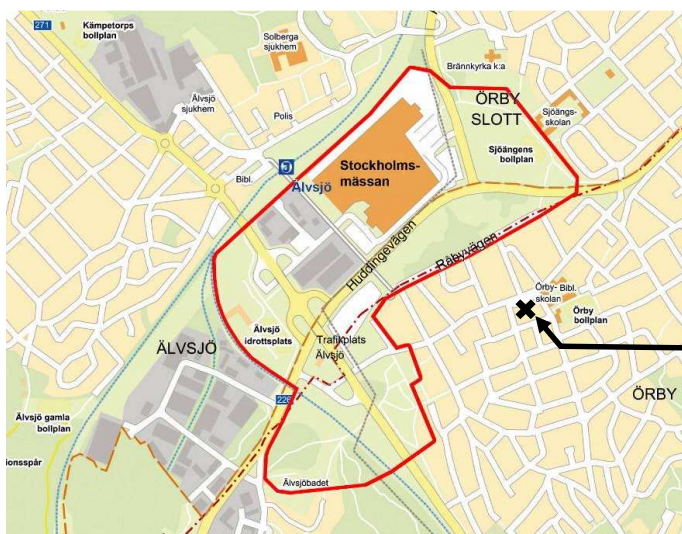 271
Kämpetorps
bollplan
Solberga
sjukhem
Brännkyrka k:a
ÖRBY
SLOTT
Sjöängs-
skolan
Älvsjö
sjukhem
Polis
Sjöängens
bollplan
Stockholms-
mässan
Bibl.
Älvsjö
Huddingevägen
Råbyvägen
Örby-
skolan
Bibl.
Örby
bollplan
Älvsjö
idrottsplats
Trafikplats
Älvsjö
ÄLVSJÖ
ÖRBY
226
Älvsjö gamla
bollplan
ionsspår
Älvsjöbadet